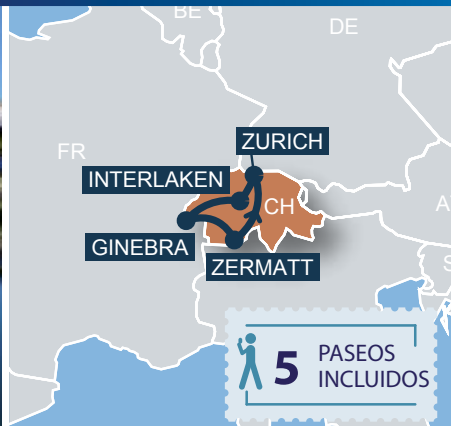 BE
DE
FR
ZURICH
INTERLAKEN
CH
GINEBRA
ZERMATT
5 PASEOS
INCLUIDOS